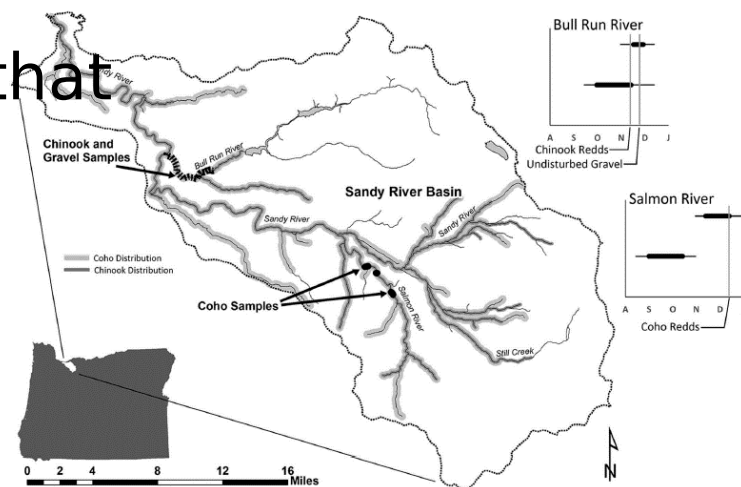 that
ndy River
Chinook and
Gravel Samples
Bull Run River
Sandy River Basin
Sandy River
Sandy River
Coho Distribution
Chinook Distribution
Coho Samples
Salmon River
Still Creek
0 2 4 8 12 16
Miles
N
Bull Run River
A S O N D J
Chinook Redds
Undisturbed Gravel
Salmon River
A S O N D
Coho Redds